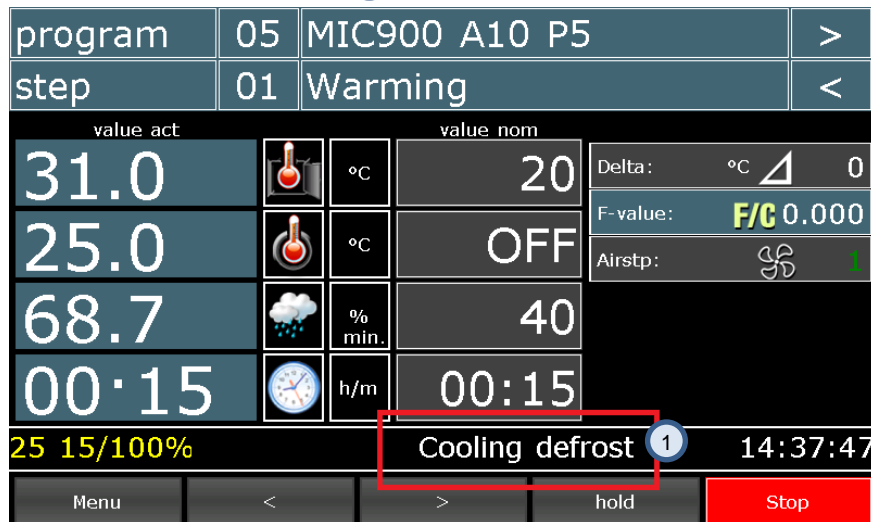 program 05 MIC900 A10 P5 >
step 01 Warming <
value act value nom
31.0 °C 20 Delta: °C 0
F-value: F/C 0.000
25.0 °C OFF Airstp: 1
68.7 % min. 40
00:15 h/m 00:15
25 15/100% Cooling defrost 1 14:37:47
Menu < > hold Stop